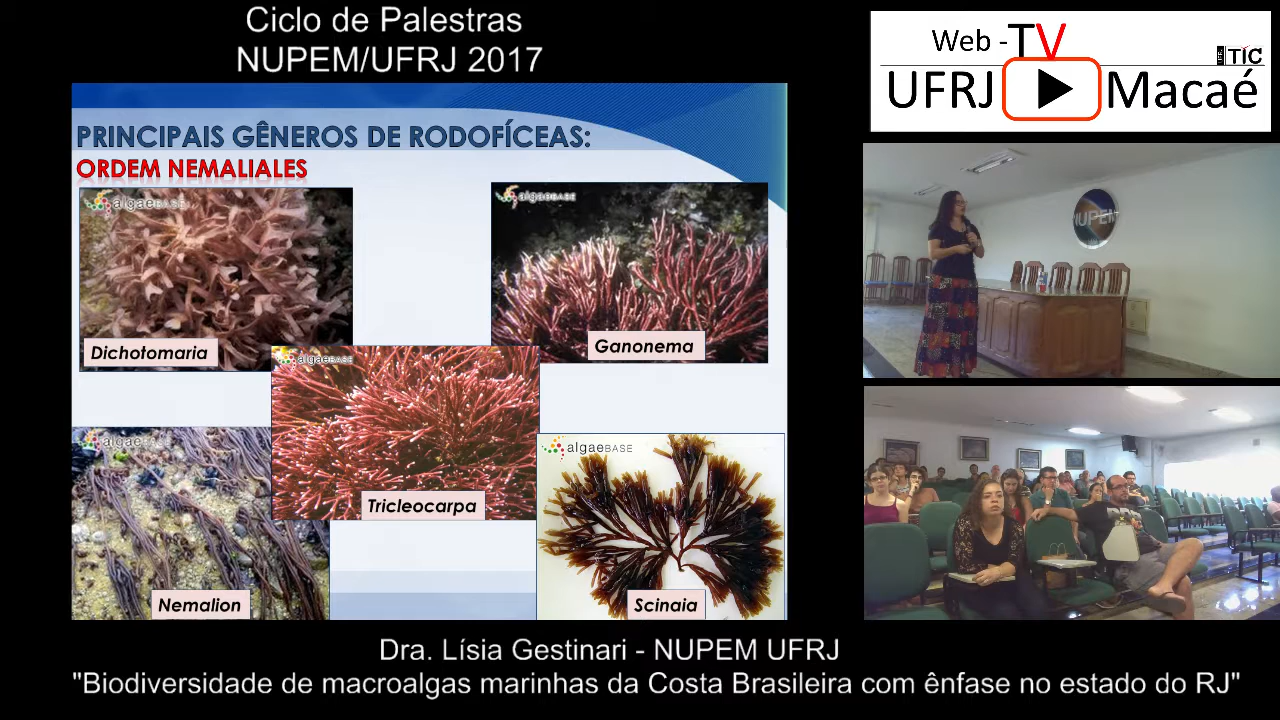 Ciclo de Palestras
NUPEM/UFRJ 2017
Web -TV
TIC
UFRJ Macaé
PRINCIPAIS GÊNEROS DE RODOFÍCEAS:
ORDEM NEMALIALES
algaeBASE
algaeBASE
NUPEM
Dichotomaria
Ganonema
algaeBASE
algaeBASE
algaeBASE
Tricleocarpa
Nemalion
Scinaia
Dra. Lísia Gestinari - NUPEM UFRJ
"Biodiversidade de macroalgas marinhas da Costa Brasileira com ênfase no estado do RJ"